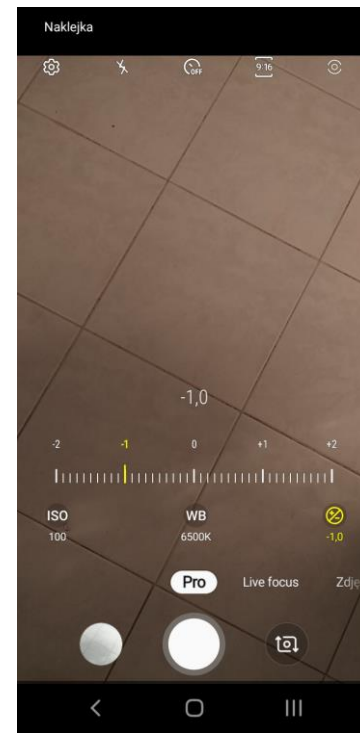 Naklejka
OFF 9:16
-1,0
-2 -1 0 +1 +2
ISO WB
100 6500K -1,0
Pro Live focus Zdję